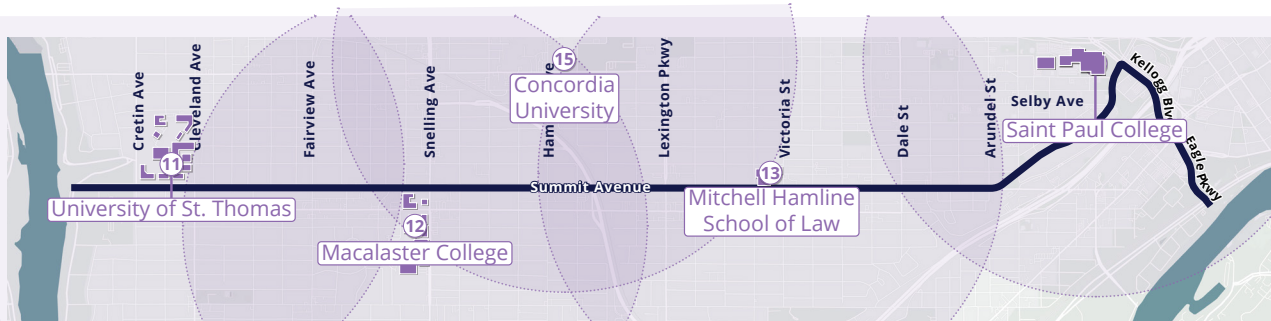 Cretin Ave
Cleveland Ave
Fairview Ave
Snelling Ave
15
Concordia
University
Lexington Pkwy
Victoria St
Dale St
Arundel St
Selby Ave
Kellogg
Eagle Pkwy
Saint Paul College
11
University of St. Thomas
Summit Avenue
12
Macalaster College
13
Mitchell Hamline
School of Law